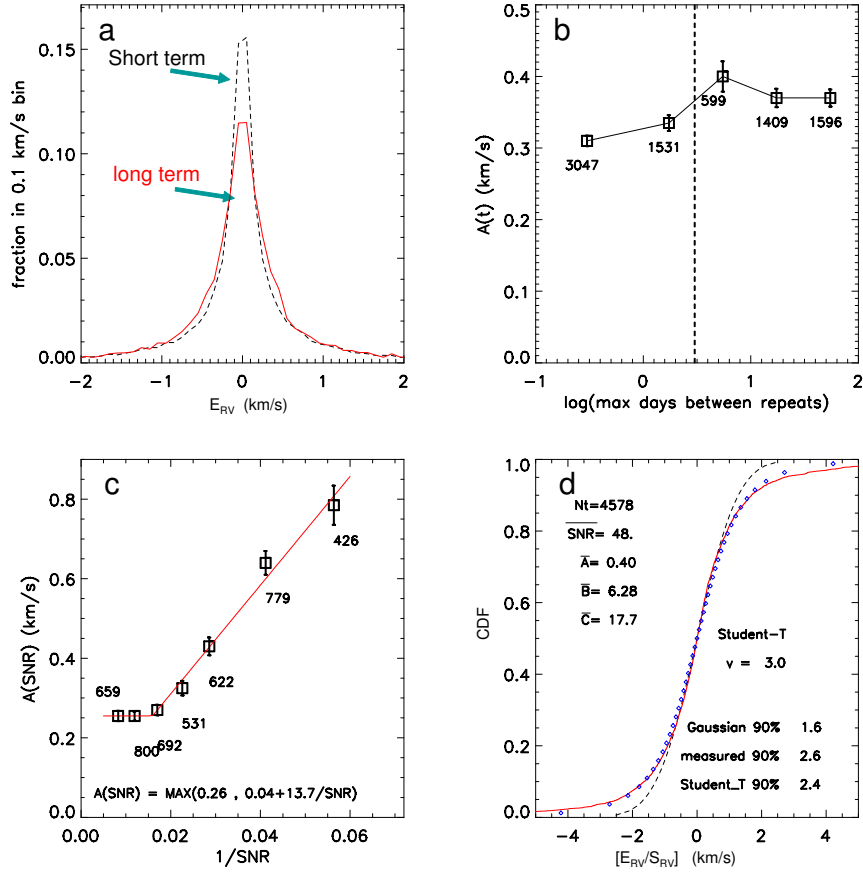 a
Short term
long term
fraction in 0.1 km/s bin
0.15
0.10
0.05
0.00
−2
−1
0
1
2
E_RV (km/s)
b
A(t) (km/s)
0.5
0.4
0.3
0.2
0.1
0.0
3047
1531
599
1409
1596
−1
0
1
2
log(max days between repeats)
c
A(SNR) (km/s)
0.8
0.6
0.4
0.2
0.0
659
800
692
531
622
779
426
A(SNR) = MAX(0.26 , 0.04+13.7/SNR)
0.00
0.02
0.04
0.06
1/SNR
d
CDF
1.0
0.8
0.6
0.4
0.2
0.0
Nt=4578
S̅N̅R̅= 48.
A̅= 0.40
B̅= 6.28
C̅= 17.7
Student−T
ν = 3.0
Gaussian 90% 1.6
measured 90% 2.6
Student_T 90% 2.4
−4
−2
0
2
4
[E_RV/S_RV] (km/s)